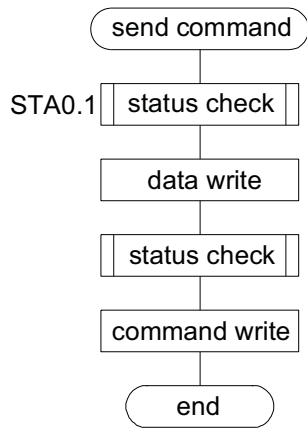 send command
STA0.1 status check
data write
status check
command write
end